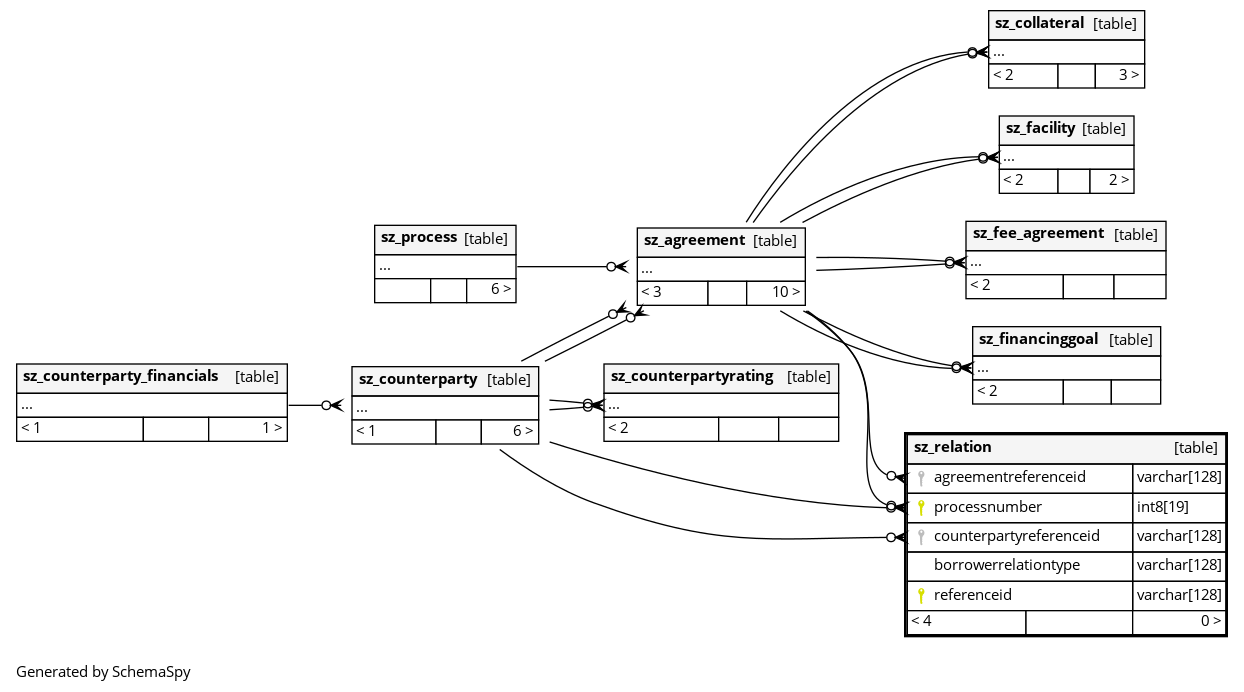 sz_collateral [table]
...
< 2 3 >
sz_facility [table]
...
< 2 2 >
sz_process [table]
...
6 >
sz_agreement [table]
...
< 3 10 >
sz_fee_agreement [table]
...
< 2
sz_financinggoal [table]
...
< 2
sz_counterparty_financials [table]
...
< 1 1 >
sz_counterparty [table]
...
< 1 6 >
sz_counterpartyrating [table]
...
< 2
sz_relation [table]
agreementreferenceid varchar[128]
processnumber int8[19]
counterpartyreferenceid varchar[128]
borrowerrelationtype varchar[128]
referenceid varchar[128]
< 4 0 >
Generated by SchemaSpy